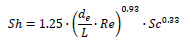 Sh = 1.25 · (d_e/L · Re)^0.93 · Sc^0.33